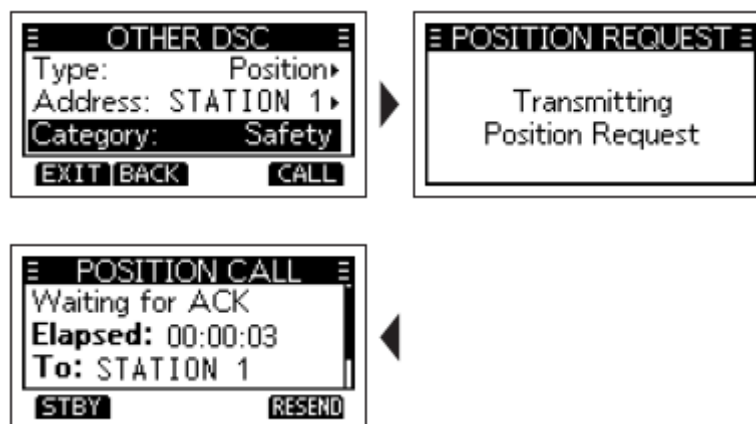 OTHER DSC
Type: Position
Address: STATION 1
Category: Safety
EXIT BACK CALL
POSITION REQUEST
Transmitting
Position Request
POSITION CALL
Waiting for ACK
Elapsed: 00:00:03
To: STATION 1
STBY RESEND